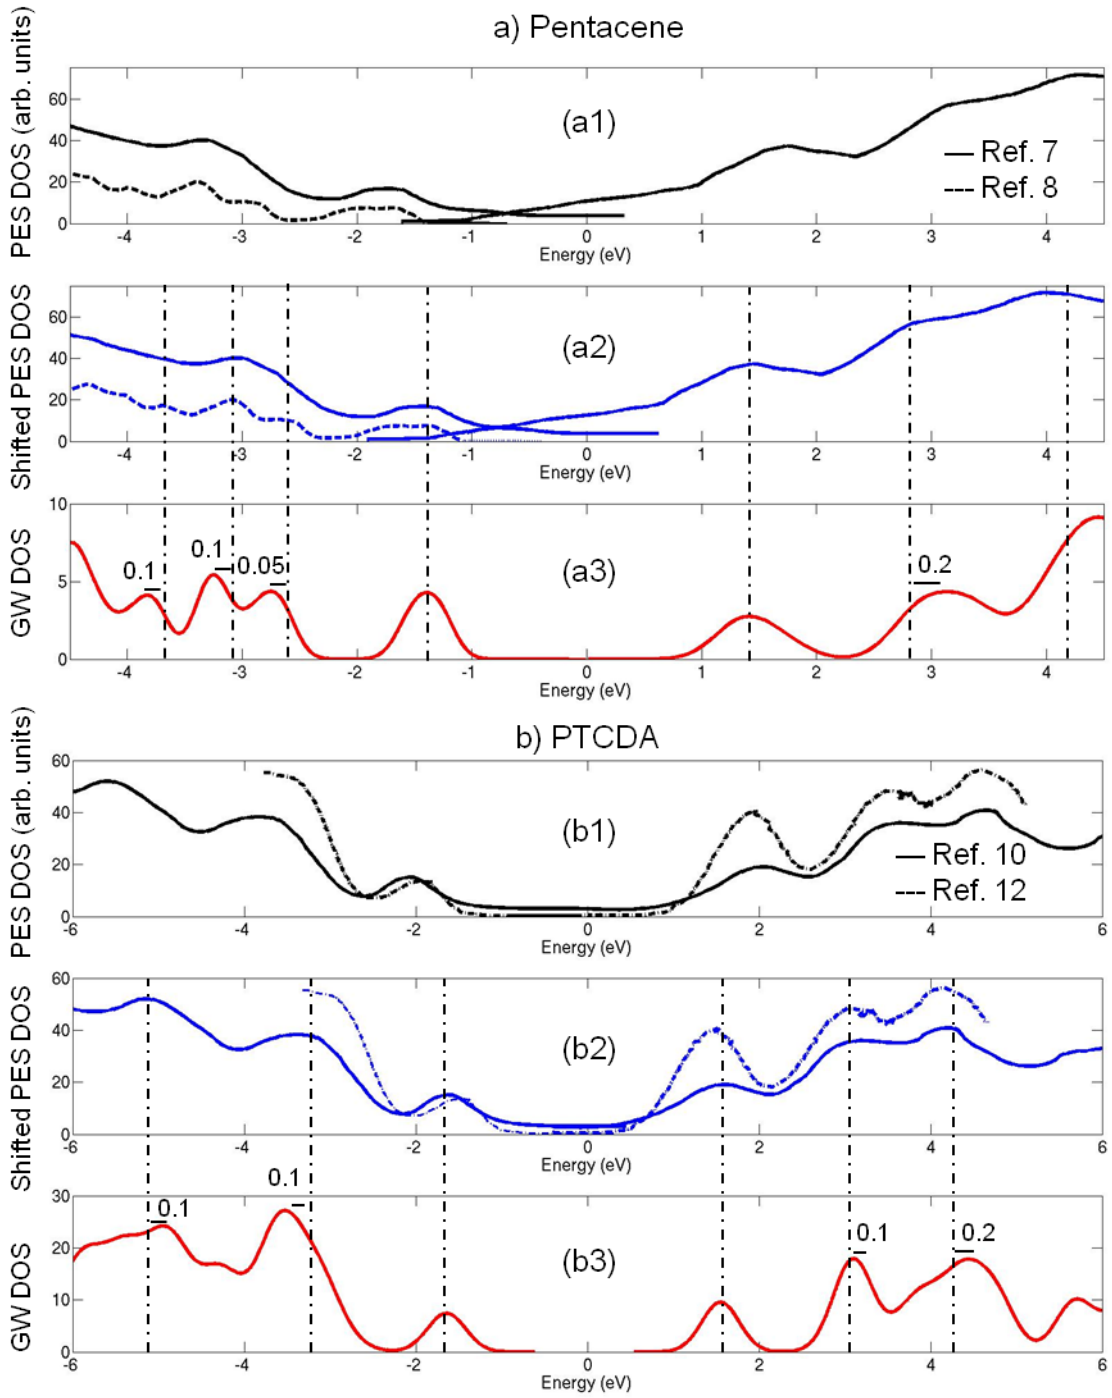 a) Pentacene
PES DOS (arb. units)
60
40
20
0
(a1)
Ref. 7
Ref. 8
-4 -3 -2 -1 0 1 2 3 4
Energy (eV)
Shifted PES DOS
60
40
20
0
(a2)
-4 -3 -2 -1 0 1 2 3 4
Energy (eV)
GW DOS
10
5
0
0.1
0.1
0.05
(a3)
0.2
-4 -3 -2 -1 0 1 2 3 4
Energy (eV)
b) PTCDA
PES DOS (arb. units)
60
40
20
0
(b1)
Ref. 10
Ref. 12
-6 -4 -2 0 2 4 6
Energy (eV)
Shifted PES DOS
60
40
20
0
(b2)
-6 -4 -2 0 2 4 6
Energy (eV)
GW DOS
30
20
10
0
0.1
0.1
(b3)
0.1
0.2
-6 -4 -2 0 2 4 6
Energy (eV)